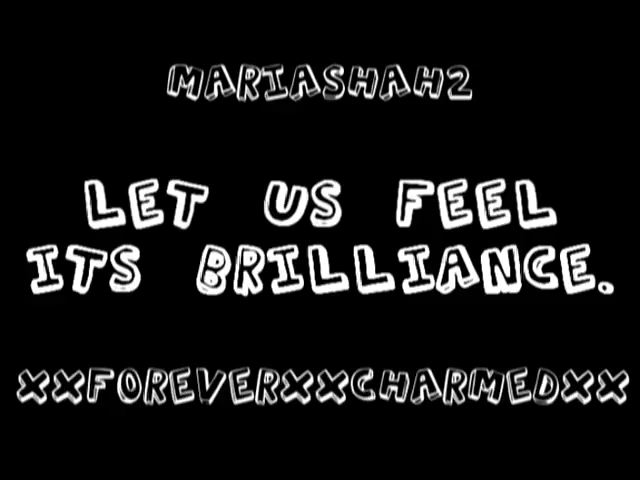 MARIASHAH2
LET US FEEL
ITS BRILLIANCE.
XXFOREVERXXCHARMEDXX